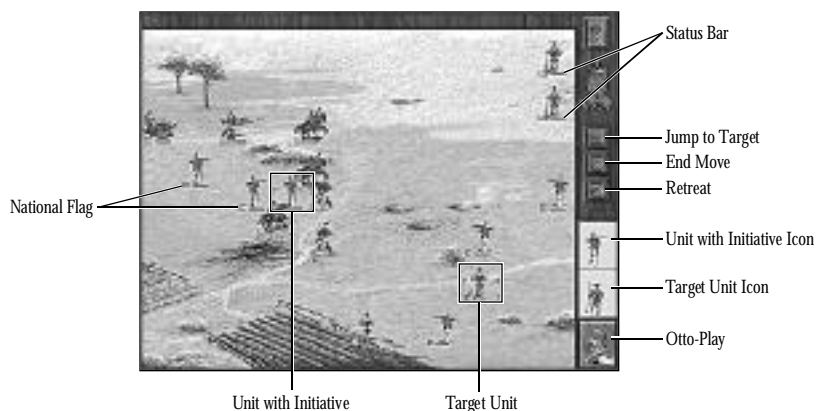 Status Bar
Jump to Target
End Move
Retreat
National Flag
Unit with Initiative Icon
Target Unit Icon
Otto-Play
Unit with Initiative
Target Unit